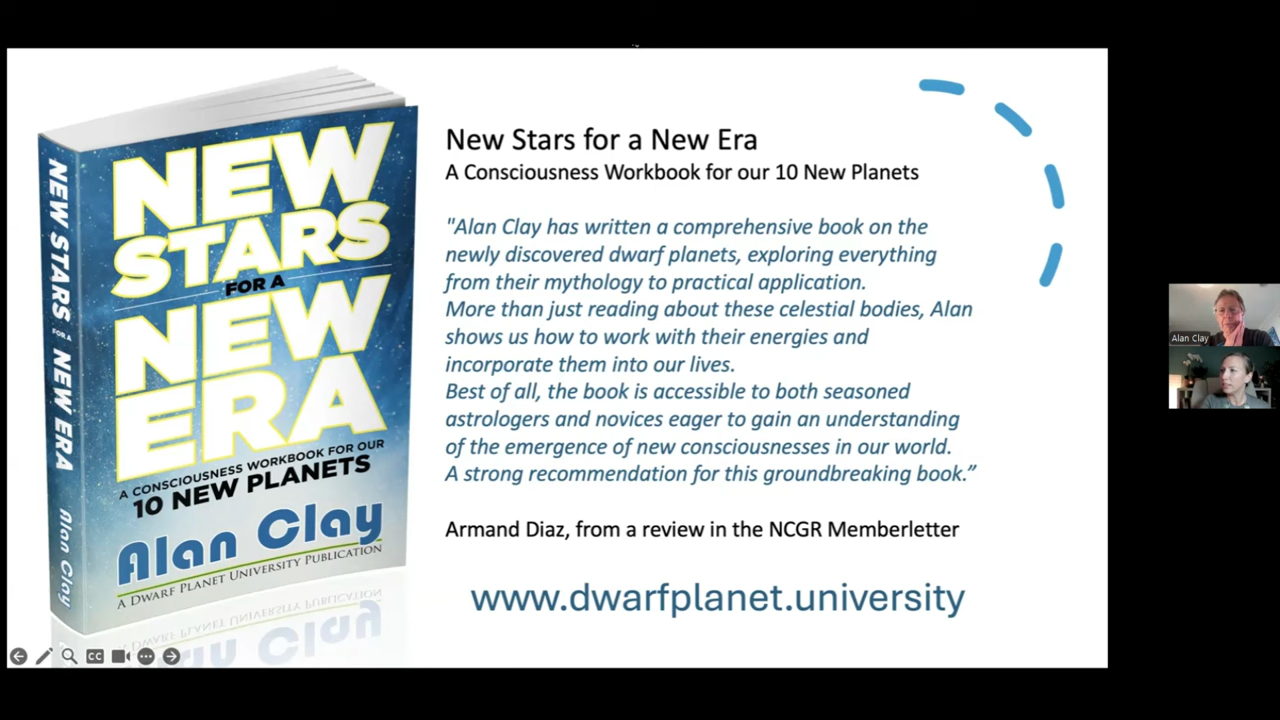 NEW STARS FOR A NEW ERA Alan Clay
NEW
STARS
FOR A
NEW
ERA
A CONSCIOUSNESS WORKBOOK FOR OUR
10 NEW PLANETS
Alan Clay
A DWARF PLANET UNIVERSITY PUBLICATION
New Stars for a New Era
A Consciousness Workbook for our 10 New Planets
"Alan Clay has written a comprehensive book on the
newly discovered dwarf planets, exploring everything
from their mythology to practical application.
More than just reading about these celestial bodies, Alan
shows us how to work with their energies and
incorporate them into our lives.
Best of all, the book is accessible to both seasoned
astrologers and novices eager to gain an understanding
of the emergence of new consciousnesses in our world.
A strong recommendation for this groundbreaking book.”
Armand Diaz, from a review in the NCGR Memberletter
www.dwarfplanet.university
CC
Alan Clay